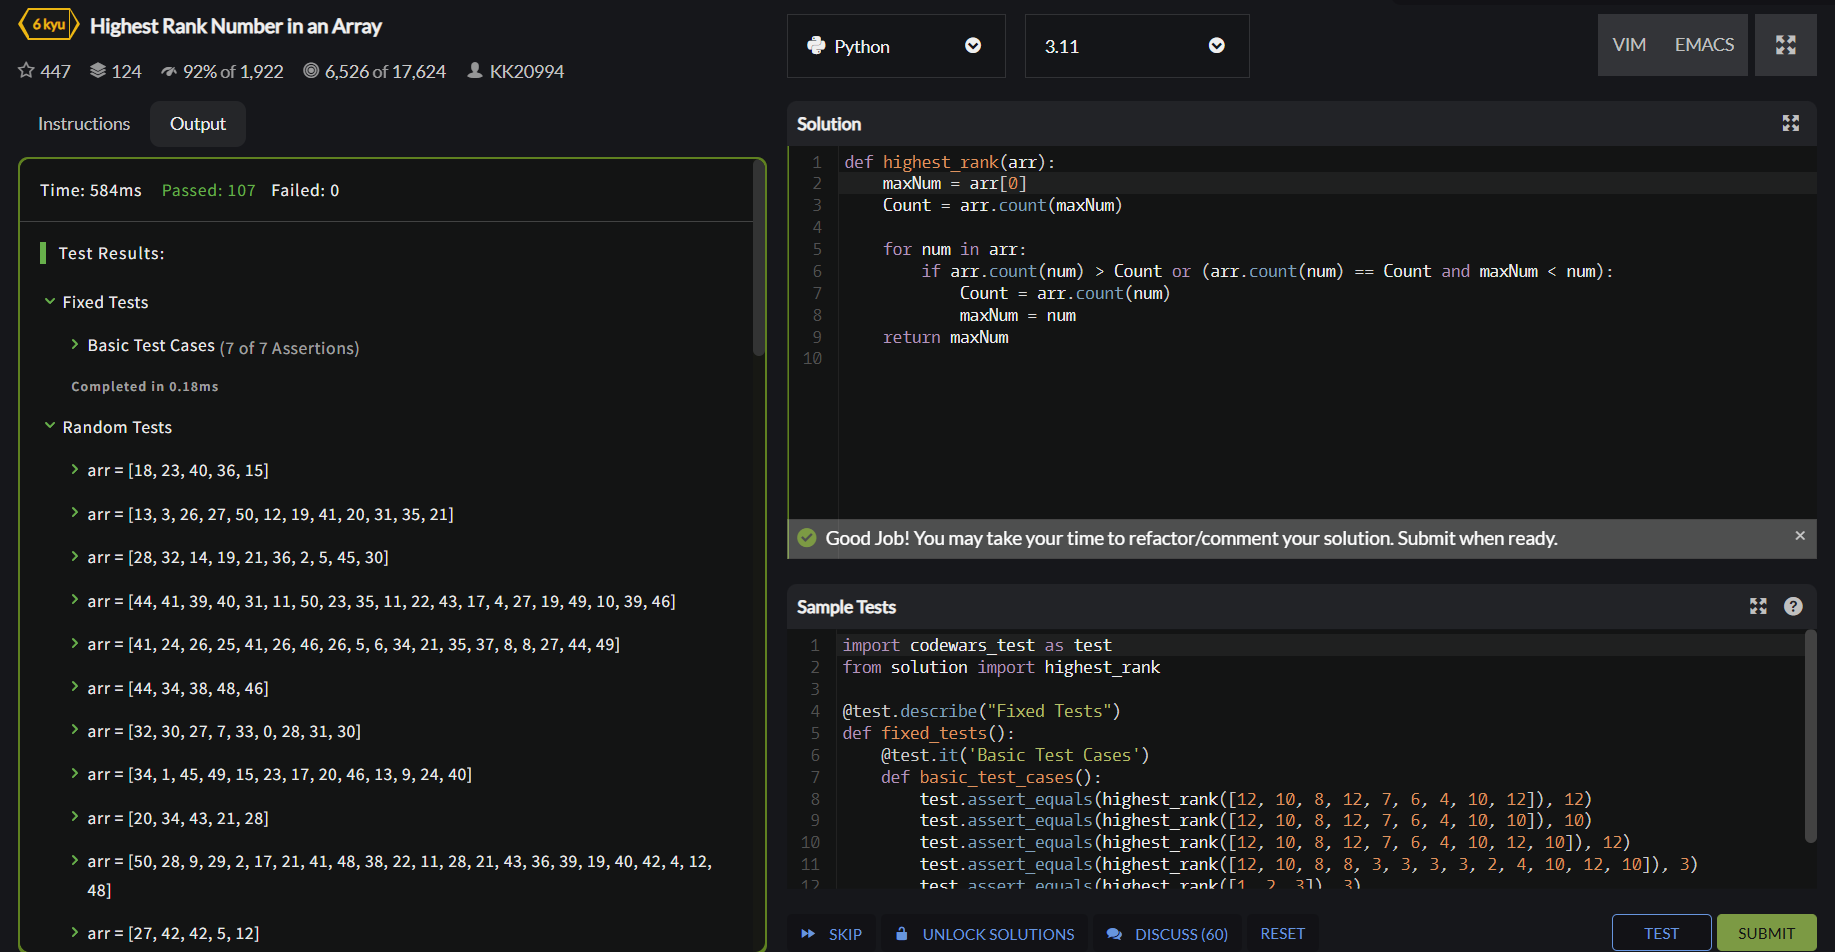 6 kyu Highest Rank Number in an Array
447 124 92% of 1,922 6,526 of 17,624 KK20994
Instructions Output
Time: 584ms Passed: 107 Failed: 0
Test Results:
Fixed Tests
Basic Test Cases (7 of 7 Assertions)
Completed in 0.18ms
Random Tests
arr = [18, 23, 40, 36, 15]
arr = [13, 3, 26, 27, 50, 12, 19, 41, 20, 31, 35, 21]
arr = [28, 32, 14, 19, 21, 36, 2, 5, 45, 30]
arr = [44, 41, 39, 40, 31, 11, 50, 23, 35, 11, 22, 43, 17, 4, 27, 19, 49, 10, 39, 46]
arr = [41, 24, 26, 25, 41, 26, 46, 26, 5, 6, 34, 21, 35, 37, 8, 8, 27, 44, 49]
arr = [44, 34, 38, 48, 46]
arr = [32, 30, 27, 7, 33, 0, 28, 31, 30]
arr = [34, 1, 45, 49, 15, 23, 17, 20, 46, 13, 9, 24, 40]
arr = [20, 34, 43, 21, 28]
arr = [50, 28, 9, 29, 2, 17, 21, 41, 48, 38, 22, 11, 28, 21, 43, 36, 39, 19, 40, 42, 4, 12,
48]
arr = [27, 42, 42, 5, 12]
Python 3.11 VIM EMACS
Solution
1 def highest_rank(arr):
2     maxNum = arr[0]
3     Count = arr.count(maxNum)
4
5     for num in arr:
6         if arr.count(num) > Count or (arr.count(num) == Count and maxNum < num):
7             Count = arr.count(num)
8             maxNum = num
9     return maxNum
10
Good Job! You may take your time to refactor/comment your solution. Submit when ready. ×
Sample Tests ?
1 import codewars_test as test
2 from solution import highest_rank
3
4 @test.describe("Fixed Tests")
5 def fixed_tests():
6     @test.it('Basic Test Cases')
7     def basic_test_cases():
8         test.assert_equals(highest_rank([12, 10, 8, 12, 7, 6, 4, 10, 12]), 12)
9         test.assert_equals(highest_rank([12, 10, 8, 12, 7, 6, 4, 10, 10]), 10)
10         test.assert_equals(highest_rank([12, 10, 8, 12, 7, 6, 4, 10, 12, 10]), 12)
11         test.assert_equals(highest_rank([12, 10, 8, 8, 3, 3, 3, 3, 2, 4, 10, 12, 10]), 3)
12         test.assert_equals(highest_rank([1, 2, 3]), 3)
SKIP UNLOCK SOLUTIONS DISCUSS (60) RESET TEST SUBMIT